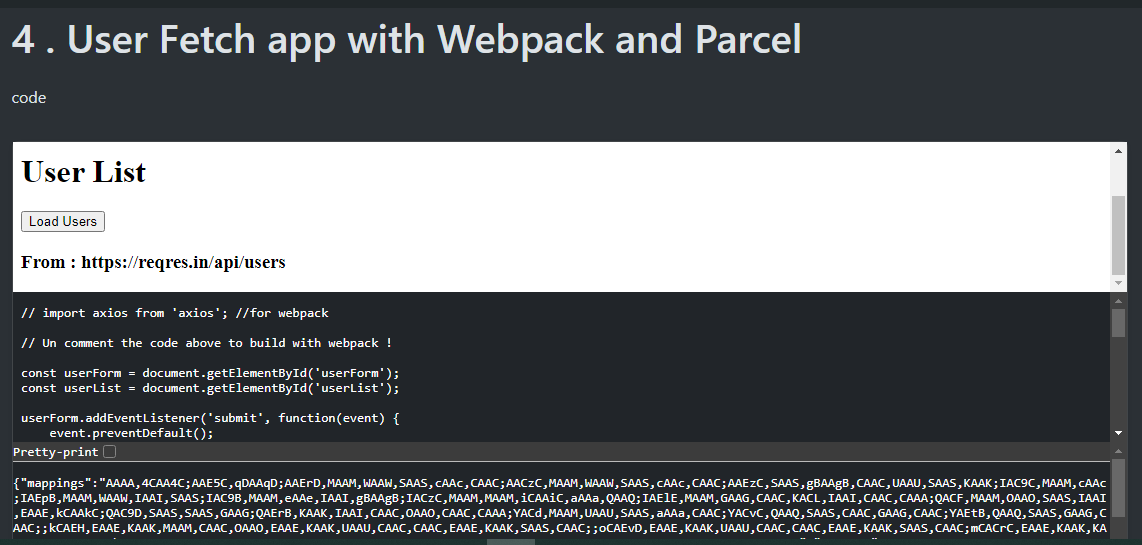 4 . User Fetch app with Webpack and Parcel
code
User List
Load Users
From : https://reqres.in/api/users
// import axios from 'axios'; //for webpack
// Un comment the code above to build with webpack !
const userForm = document.getElementById('userForm');
const userList = document.getElementById('userList');
userForm.addEventListener('submit', function(event) {
    event.preventDefault();
Pretty-print
{"mappings":"AAAA,4CAA4C;AAE5C,qDAAqD;AAErD,MAAM,WAAW,SAAS,cAAc,CAAC;AACzC,MAAM,WAAW,SAAS,cAAc,CAAC;AAEzC,SAAS,gBAAgB,CAAC,UAAU,SAAS,KAAK;IAC9C,MAAM,cAAc
;IAEpB,MAAM,WAAW,IAAI,SAAS;IAC9B,MAAM,eAAe,IAAI,gBAAgB;IACzC,MAAM,MAAM,iCAAiC,aAAa,QAAQ;IAElE,MAAM,GAAG,CAAC,KACL,IAAI,CAAC,CAAA;QACF,MAAM,OAAO,SAAS,IAAI
,EAAE,kCAAkC;QAC9D,SAAS,SAAS,GAAG;QAErB,KAAK,IAAI,CAAC,OAAO,CAAC,CAAA;YACd,MAAM,UAAU,SAAS,aAAa,CAAC;YACvC,QAAQ,SAAS,CAAC,GAAG,CAAC;YAEtB,QAAQ,SAAS,GAAG,C
AAC;;kCAEH,EAAE,KAAK,MAAM,CAAC,OAAO,EAAE,KAAK,UAAU,CAAC,CAAC,EAAE,KAAK,SAAS,CAAC;;oCAEvD,EAAE,KAAK,UAAU,CAAC,CAAC,EAAE,KAAK,SAAS,CAAC;mCACrC,EAAE,KAAK,KA